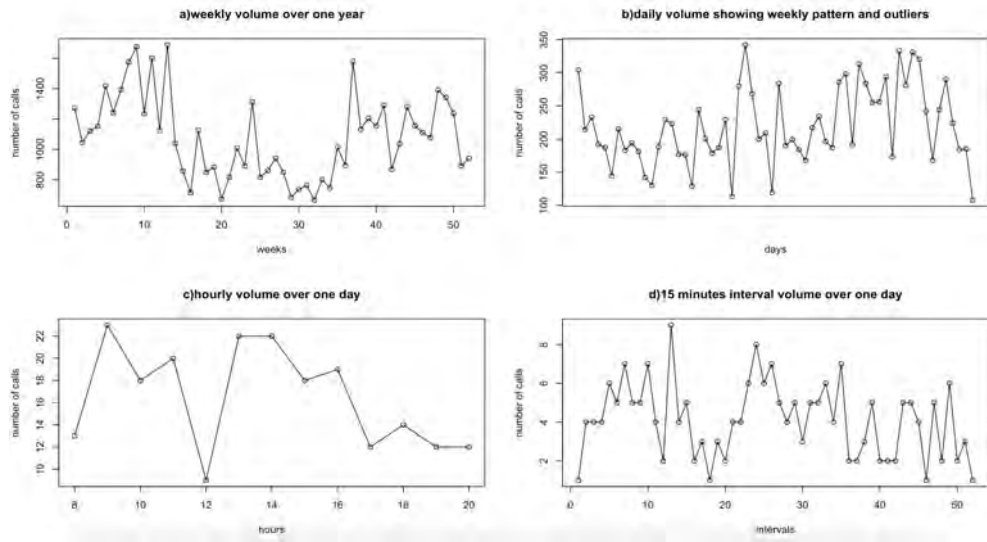 a)weekly volume over one year
number of calls
1400
1000
800
0 10 20 30 40 50
weeks
b)daily volume showing weekly pattern and outliers
number of calls
350
300
250
200
150
100
days
c)hourly volume over one day
number of calls
22
20
18
16
14
12
10
8 10 12 14 16 18 20
hours
d)15 minutes interval volume over one day
number of calls
8
6
4
2
0 10 20 30 40 50
intervals